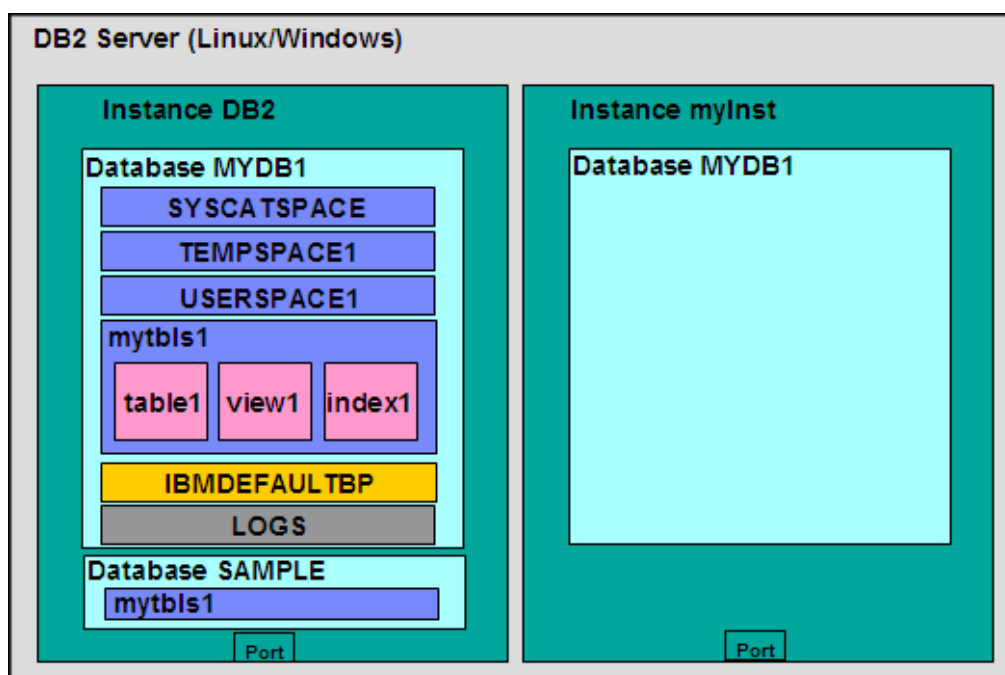 DB2 Server (Linux/Windows)
Instance DB2
Database MYDB1
SYSCATSPACE
TEMPSPACE1
USERSPACE1
mytbls1
table1 view1 index1
IBMDEFAULTBP
LOGS
Database SAMPLE
mytbls1
Port
Instance myInst
Database MYDB1
Port